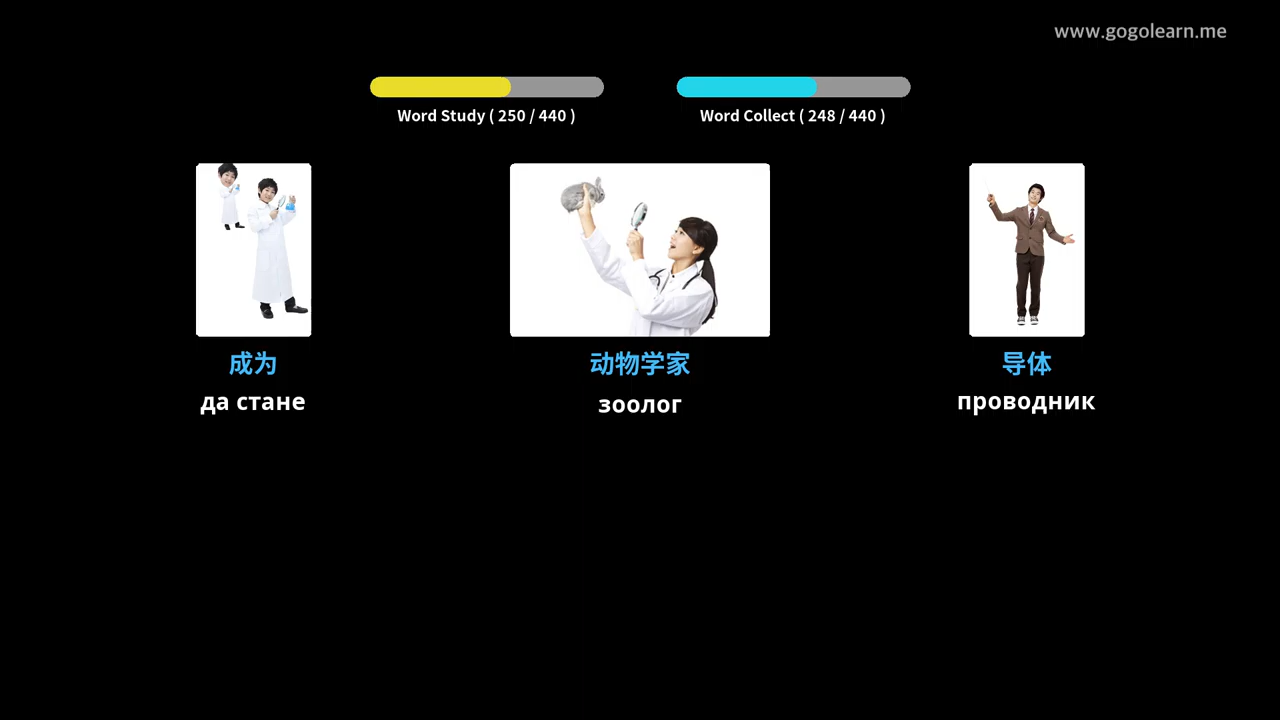 www.gogolearn.me
Word Study ( 250 / 440 )
Word Collect ( 248 / 440 )
成为
动物学家
导体
да стане
зоолог
проводник